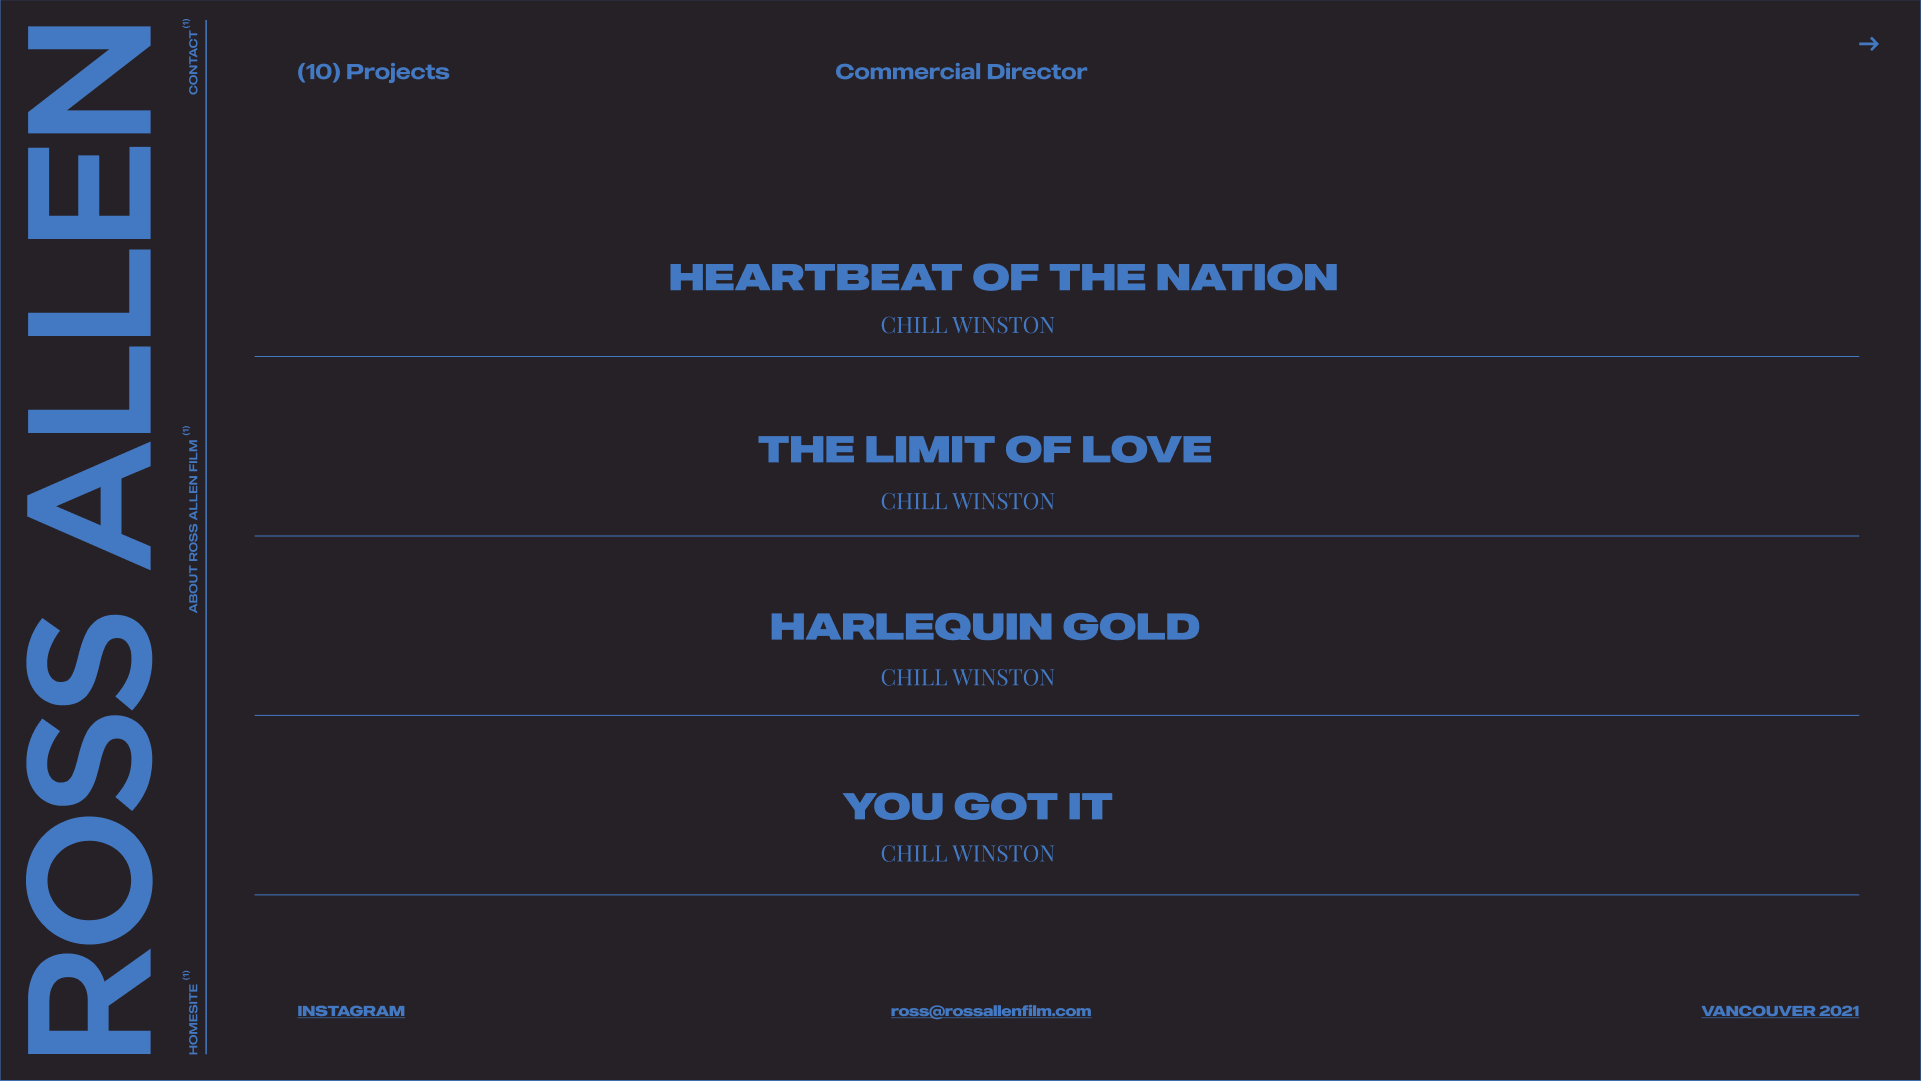 ROSS ALLEN
CONTACT (1)
ABOUT ROSS ALLEN FILM (1)
HOMESITE (1)
(10) Projects
Commercial Director
HEARTBEAT OF THE NATION
CHILL WINSTON
THE LIMIT OF LOVE
CHILL WINSTON
HARLEQUIN GOLD
CHILL WINSTON
YOU GOT IT
CHILL WINSTON
INSTAGRAM
ross@rossallenfilm.com
VANCOUVER 2021